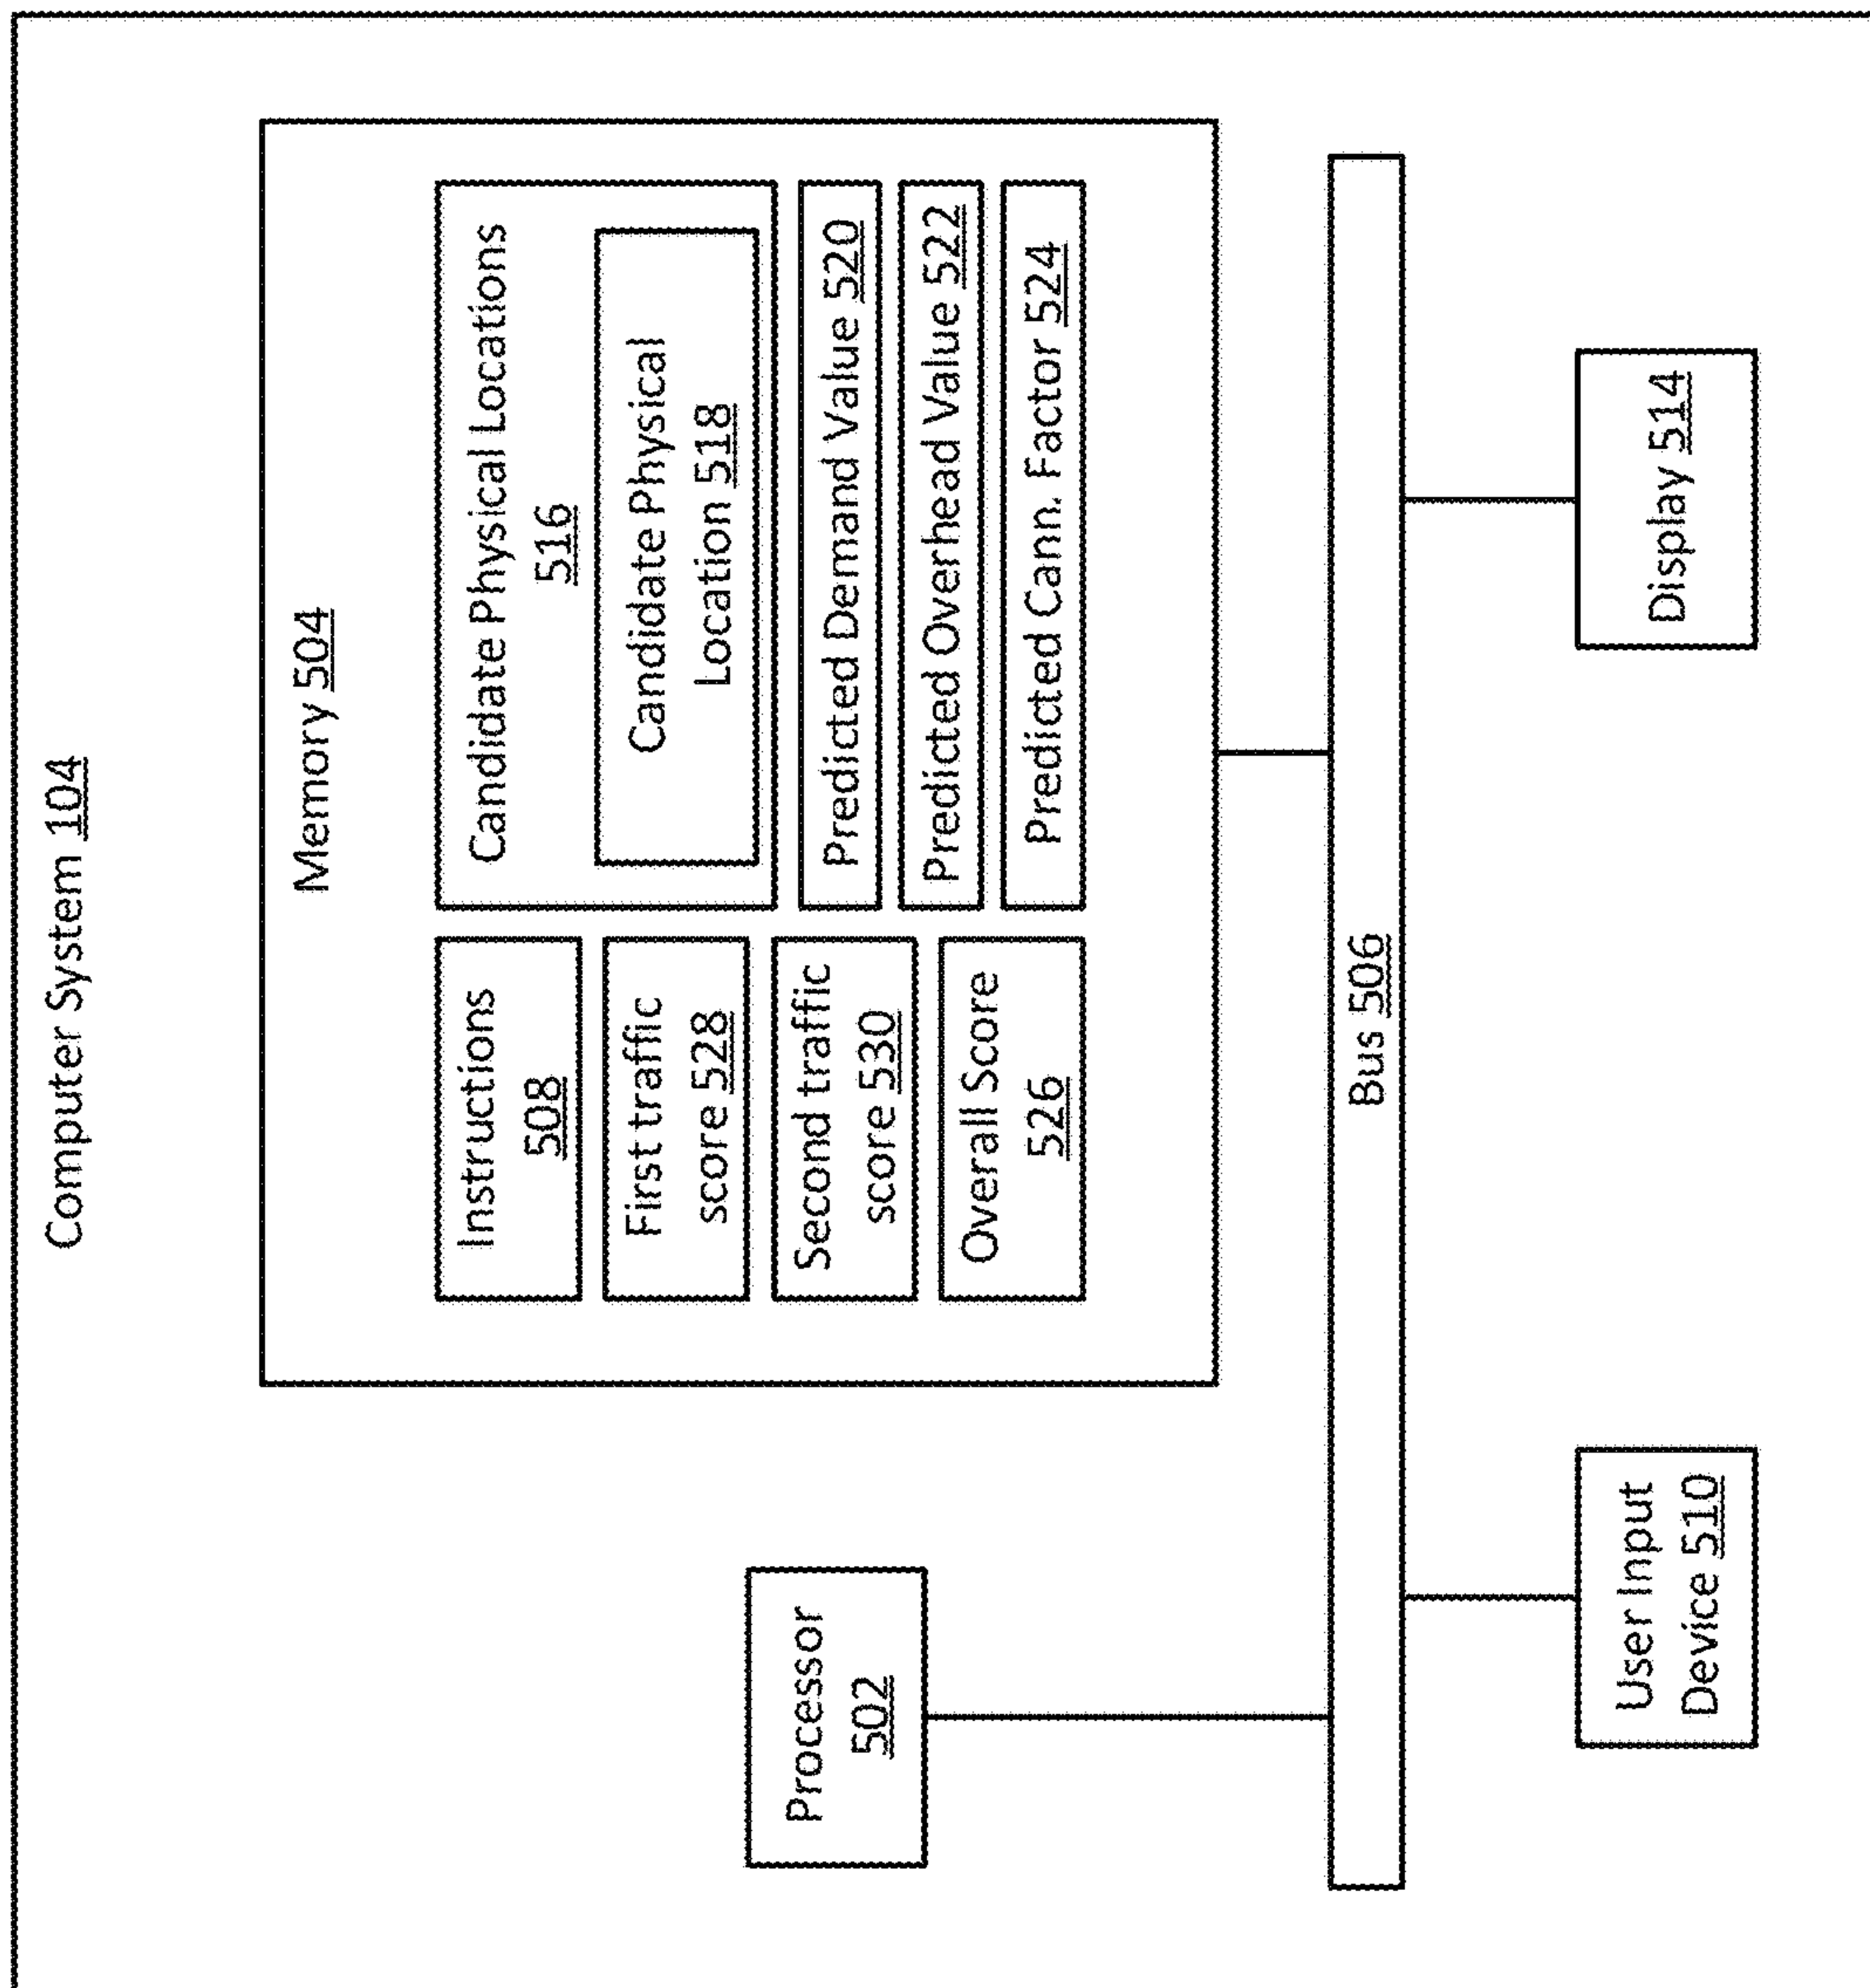 Computer System 104
Memory 504
Instructions
508
First traffic
score 528
Second traffic
score 530
Overall Score
526
Candidate Physical Locations
516
Candidate Physical
Location 518
Predicted Demand Value 520
Predicted Overhead Value 522
Predicted Cann. Factor 524
Processor
502
Bus 506
User Input
Device 510
Display 514